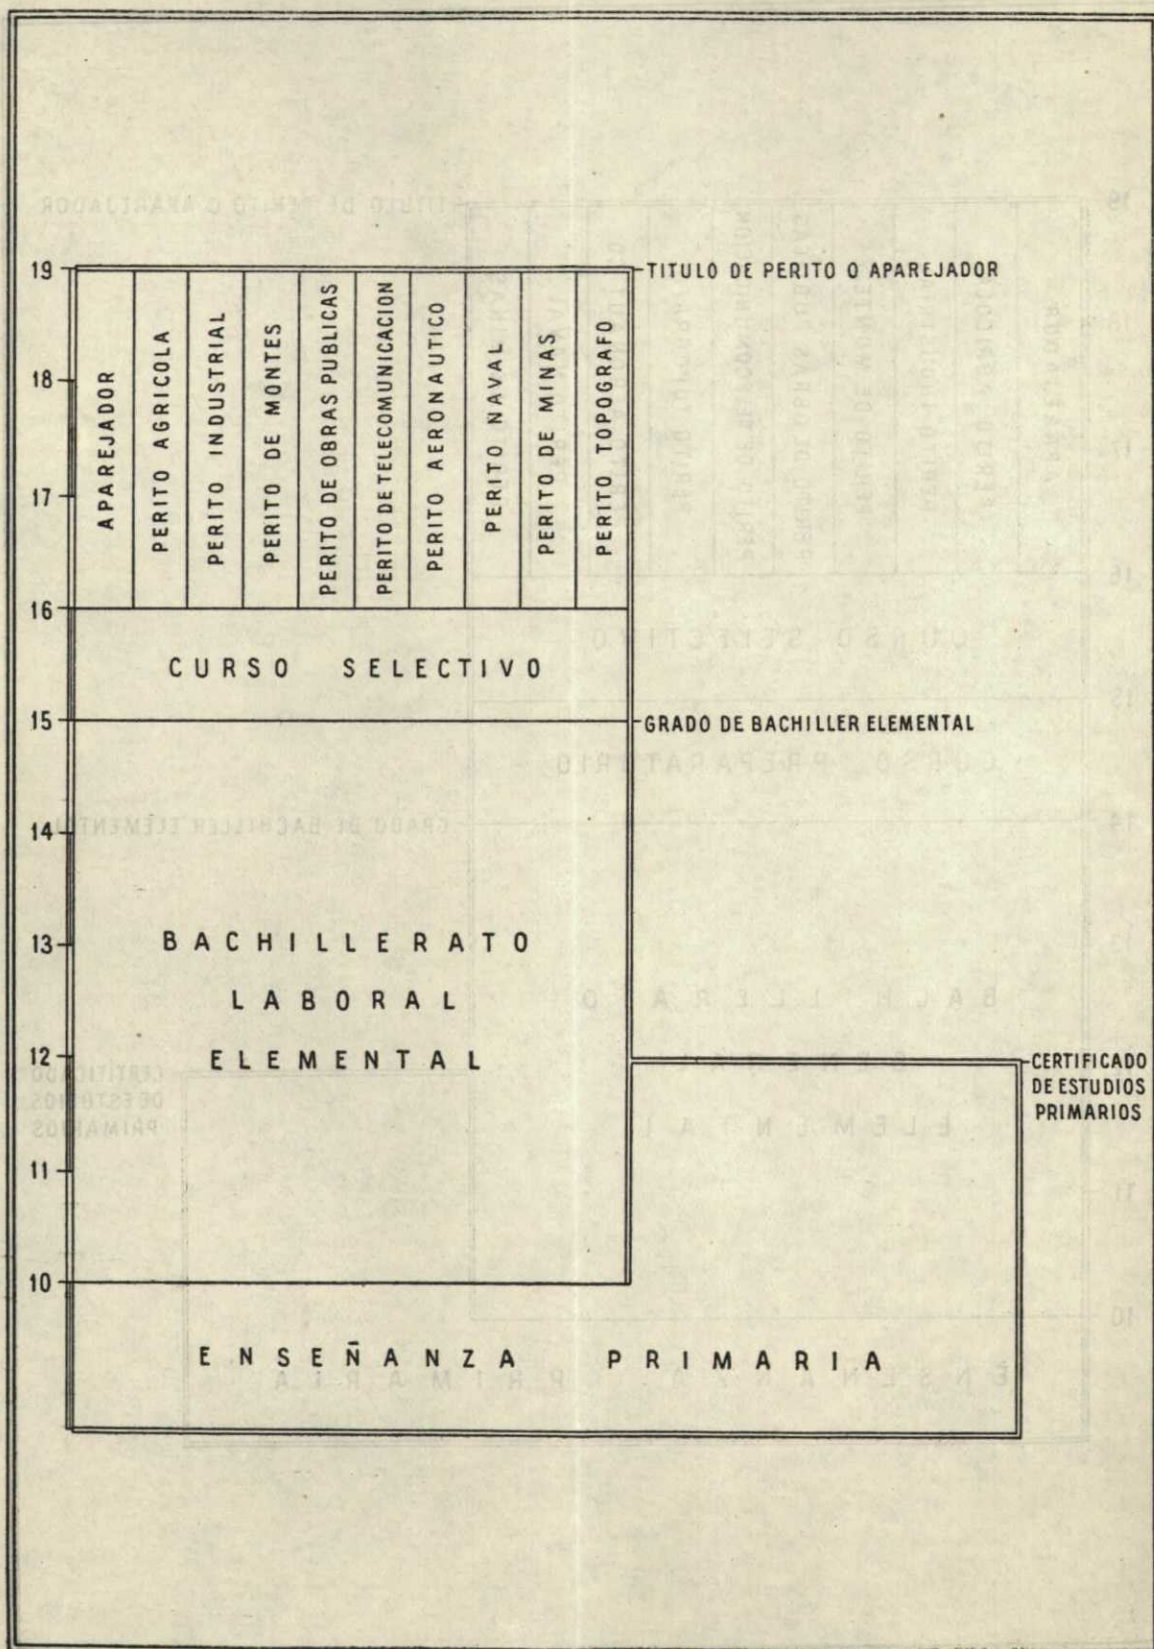 19
TITULO DE PERITO O APAREJADOR
APAREJADOR
PERITO AGRICOLA
PERITO INDUSTRIAL
PERITO DE MONTES
PERITO DE OBRAS PUBLICAS
PERITO DE TELECOMUNICACION
PERITO AERONAUTICO
PERITO NAVAL
PERITO DE MINAS
PERITO TOPOGRAFO
18
17
16
CURSO SELECTIVO
15
GRADO DE BACHILLER ELEMENTAL
14
13
BACHILLERATO
LABORAL
12
ELEMENTAL
CERTIFICADO
DE ESTUDIOS
PRIMARIOS
11
10
ENSEÑANZA PRIMARIA